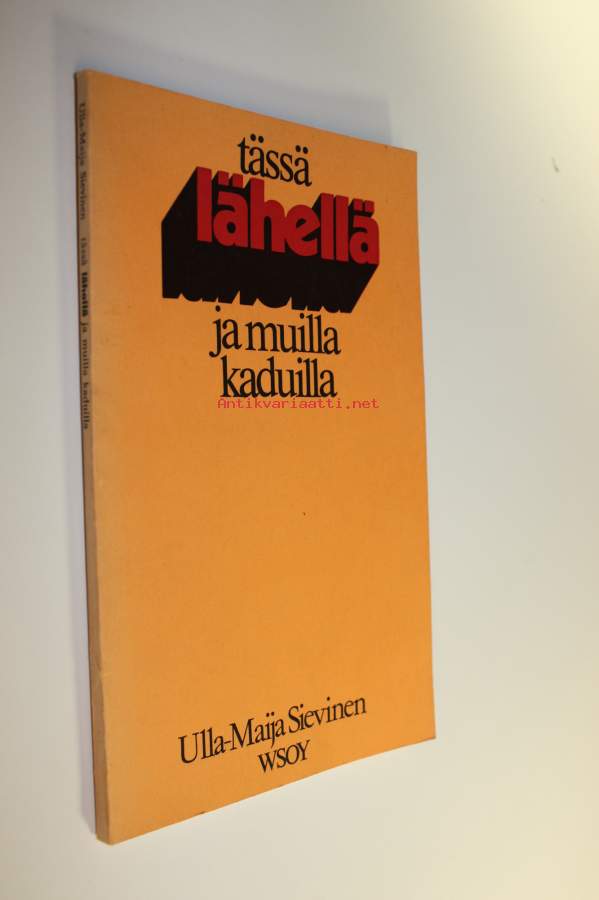 tässä
lähellä
ja muilla
kaduilla
Antikvariaatti.net
Ulla-Maija Sievinen
WSOY
Ulla-Maija Sievinen tässä lähellä ja muilla kaduilla